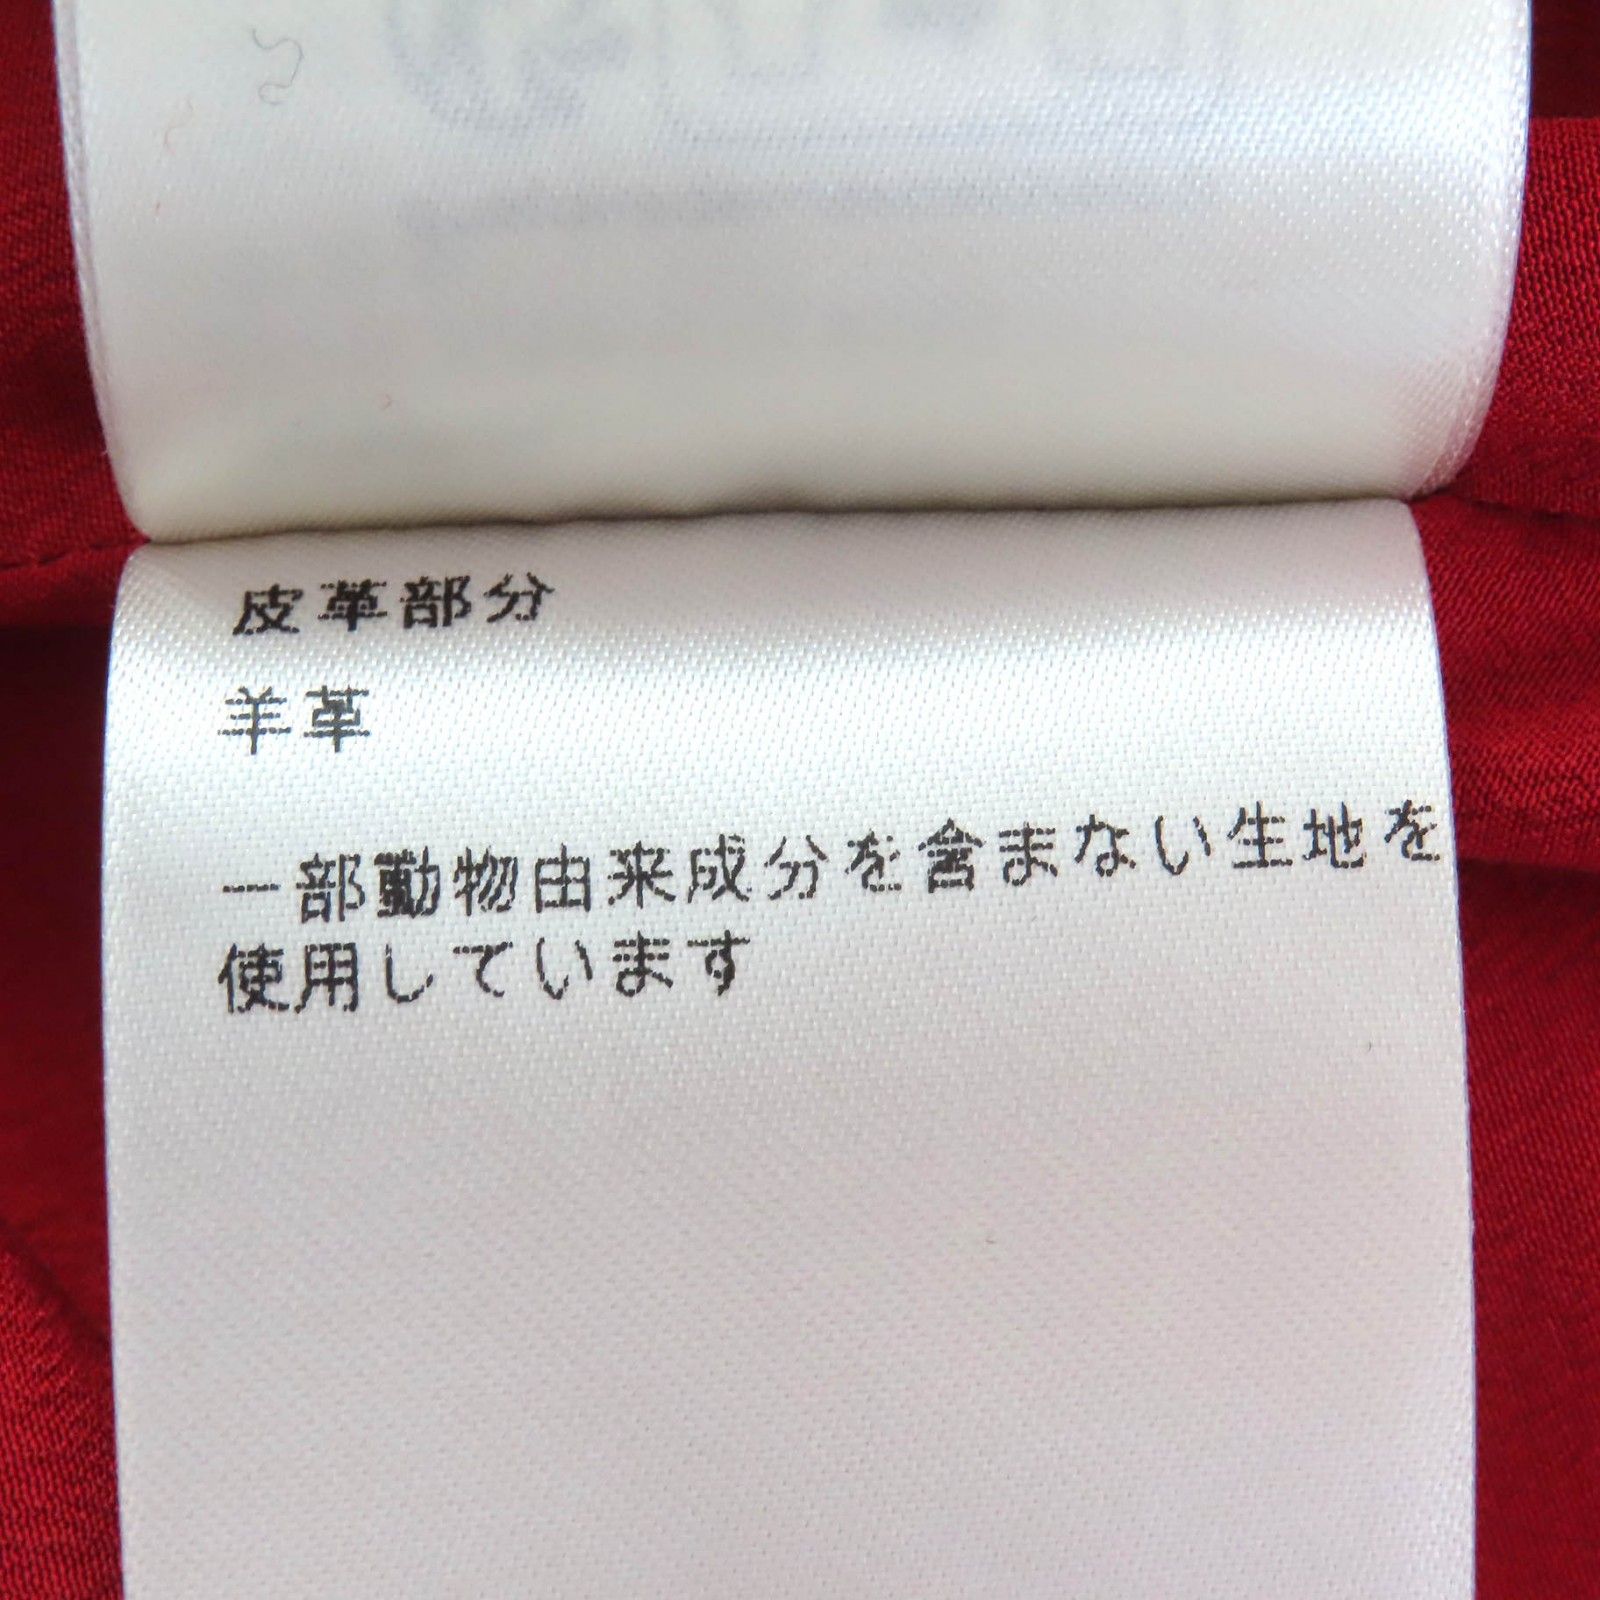 皮革部分
羊革
一部動物由来成分を含まない生地を
使用しています